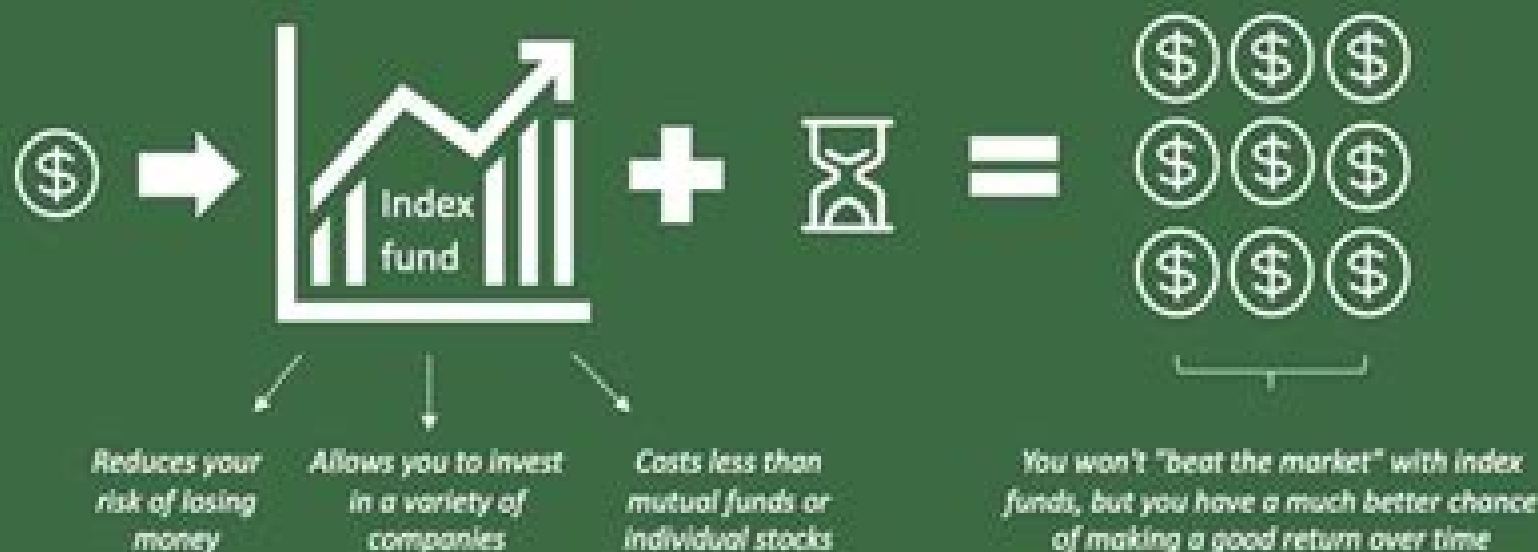 Index
fund
Reduces your
risk of losing
money
Allows you to invest
in a variety of
companies
Costs less than
mutual funds or
individual stocks
You won't "beat the market" with index
funds, but you have a much better chance
of making a good return over time